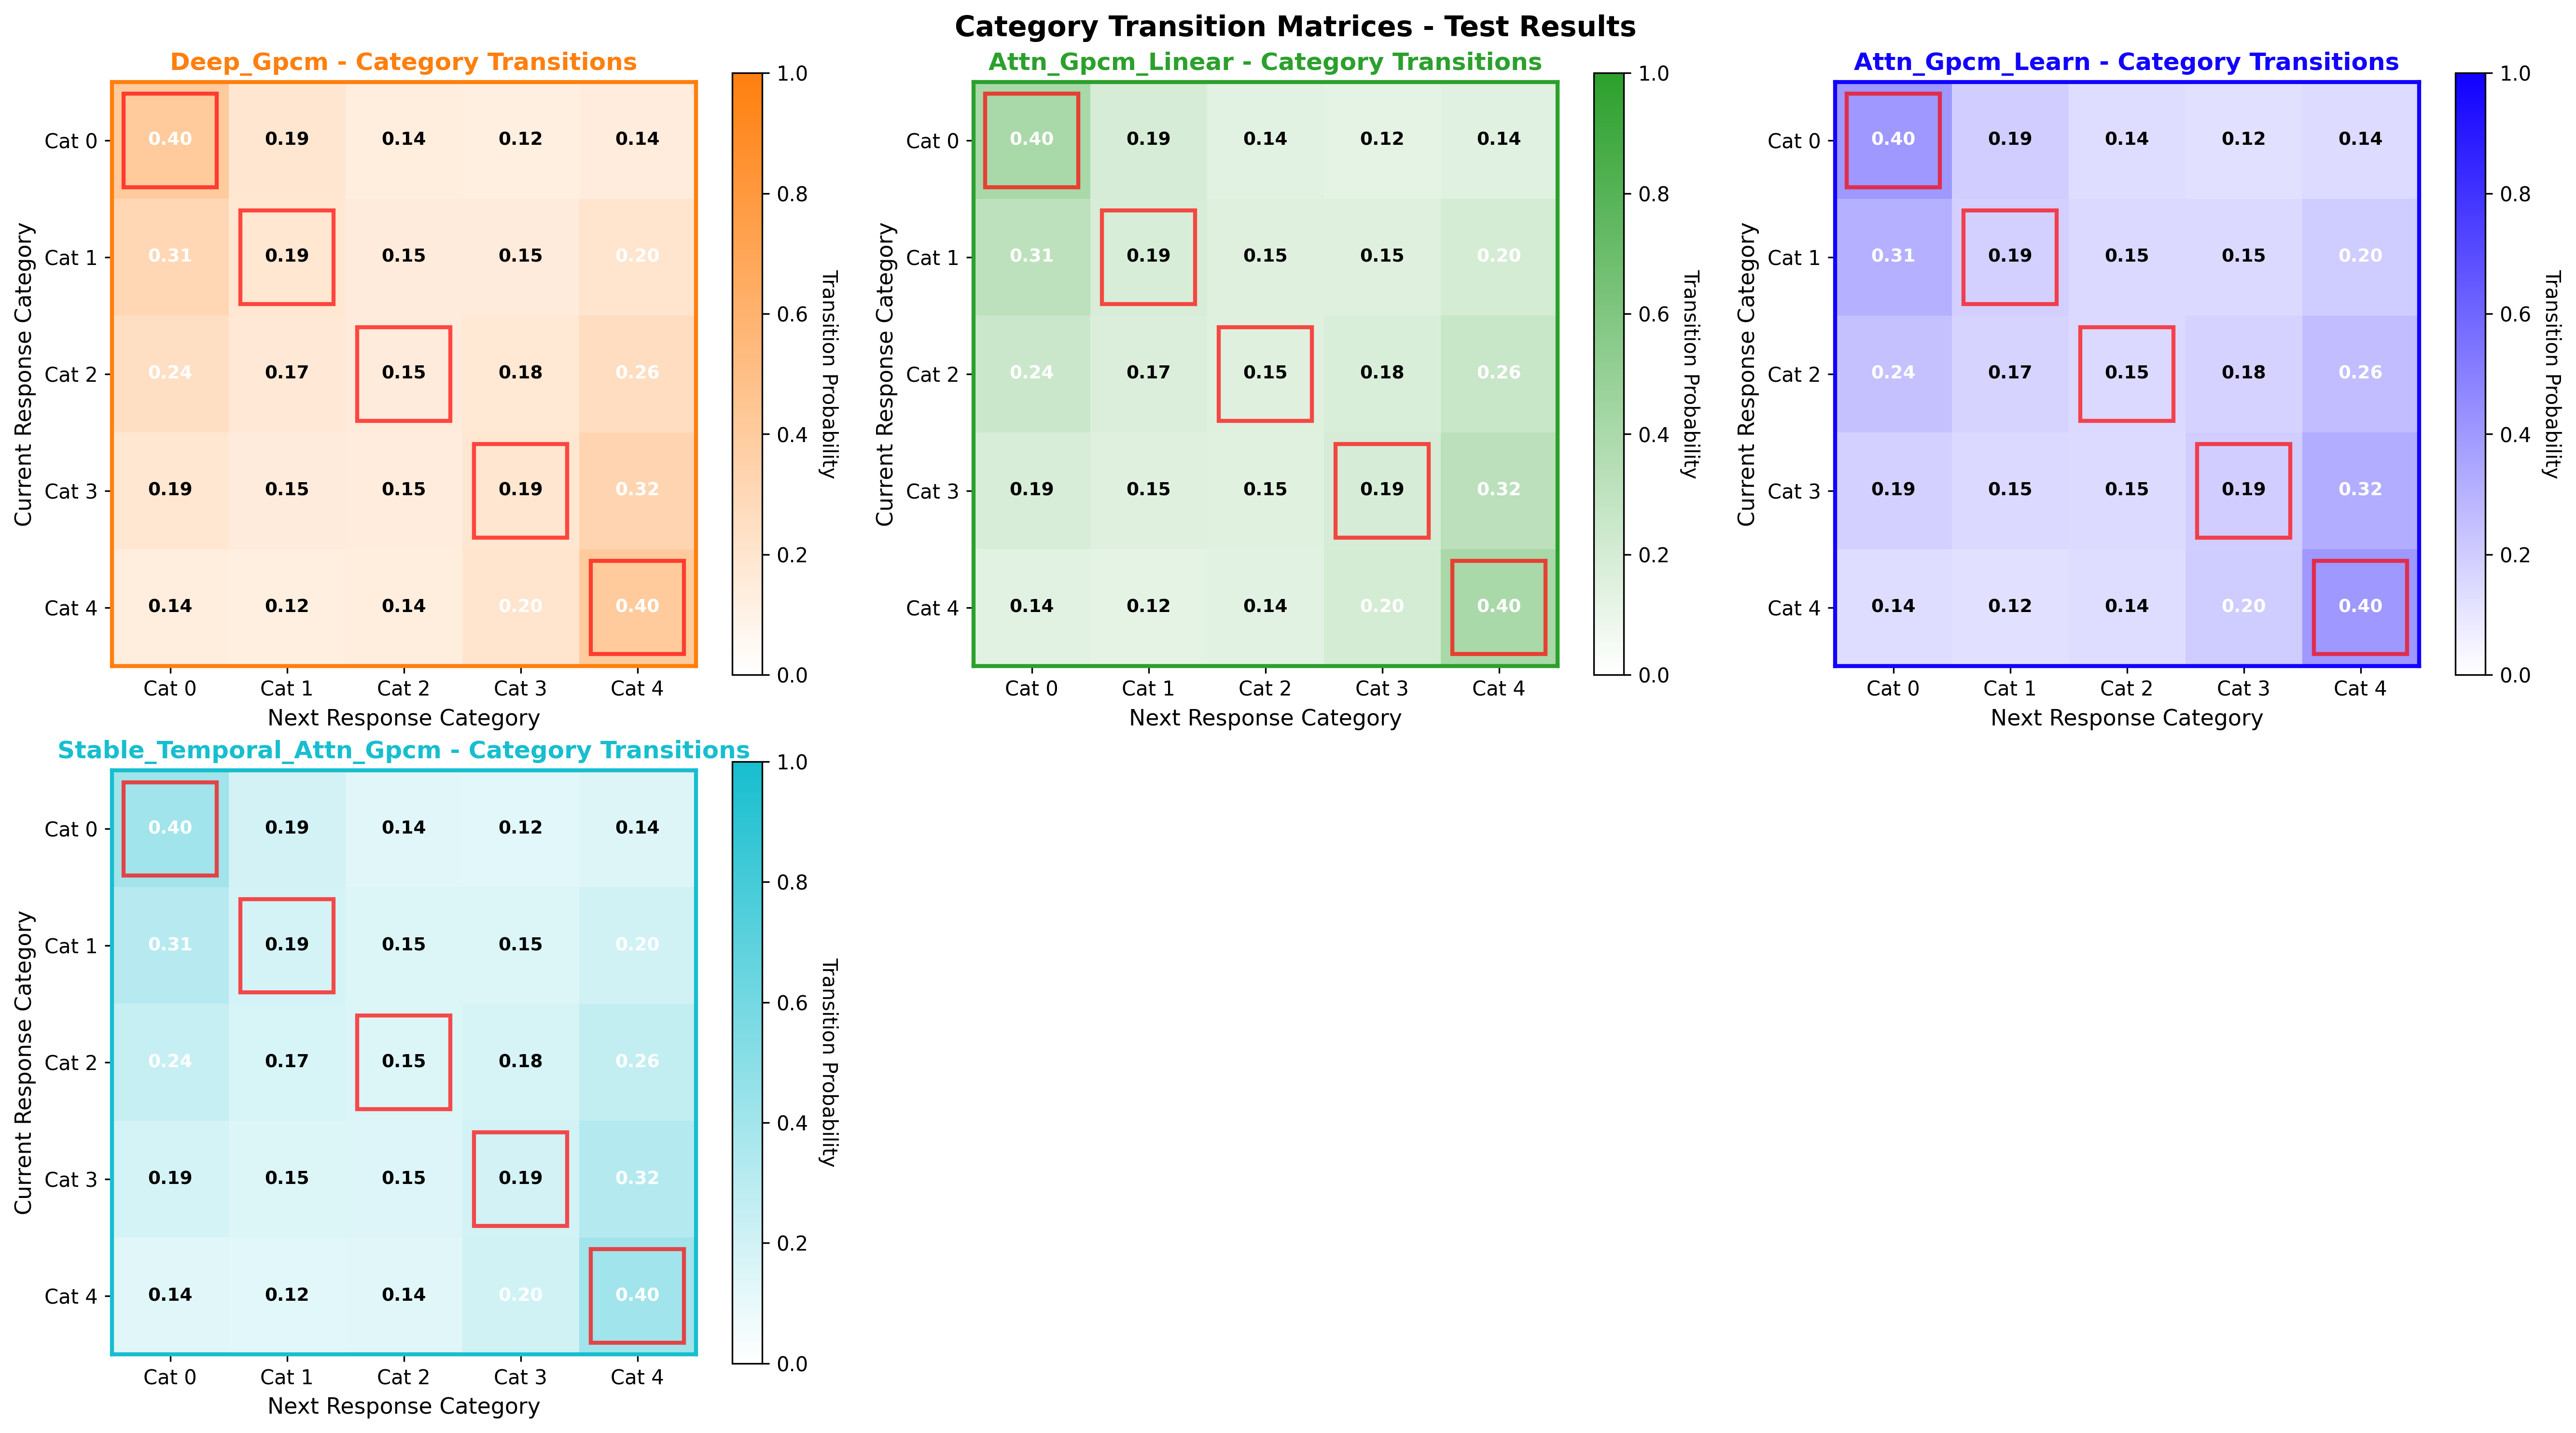 Category Transition Matrices - Test Results
Deep_Gpcm - Category Transitions
Current Response Category
Cat 0 0.40 0.19 0.14 0.12 0.14
Cat 1 0.31 0.19 0.15 0.15 0.20
Cat 2 0.24 0.17 0.15 0.18 0.26
Cat 3 0.19 0.15 0.15 0.19 0.32
Cat 4 0.14 0.12 0.14 0.20 0.40
Cat 0 Cat 1 Cat 2 Cat 3 Cat 4
Next Response Category
1.0
0.8
0.6
0.4
0.2
0.0
Transition Probability
Attn_Gpcm_Linear - Category Transitions
Current Response Category
Cat 0 0.40 0.19 0.14 0.12 0.14
Cat 1 0.31 0.19 0.15 0.15 0.20
Cat 2 0.24 0.17 0.15 0.18 0.26
Cat 3 0.19 0.15 0.15 0.19 0.32
Cat 4 0.14 0.12 0.14 0.20 0.40
Cat 0 Cat 1 Cat 2 Cat 3 Cat 4
Next Response Category
1.0
0.8
0.6
0.4
0.2
0.0
Transition Probability
Attn_Gpcm_Learn - Category Transitions
Current Response Category
Cat 0 0.40 0.19 0.14 0.12 0.14
Cat 1 0.31 0.19 0.15 0.15 0.20
Cat 2 0.24 0.17 0.15 0.18 0.26
Cat 3 0.19 0.15 0.15 0.19 0.32
Cat 4 0.14 0.12 0.14 0.20 0.40
Cat 0 Cat 1 Cat 2 Cat 3 Cat 4
Next Response Category
1.0
0.8
0.6
0.4
0.2
0.0
Transition Probability
Stable_Temporal_Attn_Gpcm - Category Transitions
Current Response Category
Cat 0 0.40 0.19 0.14 0.12 0.14
Cat 1 0.31 0.19 0.15 0.15 0.20
Cat 2 0.24 0.17 0.15 0.18 0.26
Cat 3 0.19 0.15 0.15 0.19 0.32
Cat 4 0.14 0.12 0.14 0.20 0.40
Cat 0 Cat 1 Cat 2 Cat 3 Cat 4
Next Response Category
1.0
0.8
0.6
0.4
0.2
0.0
Transition Probability